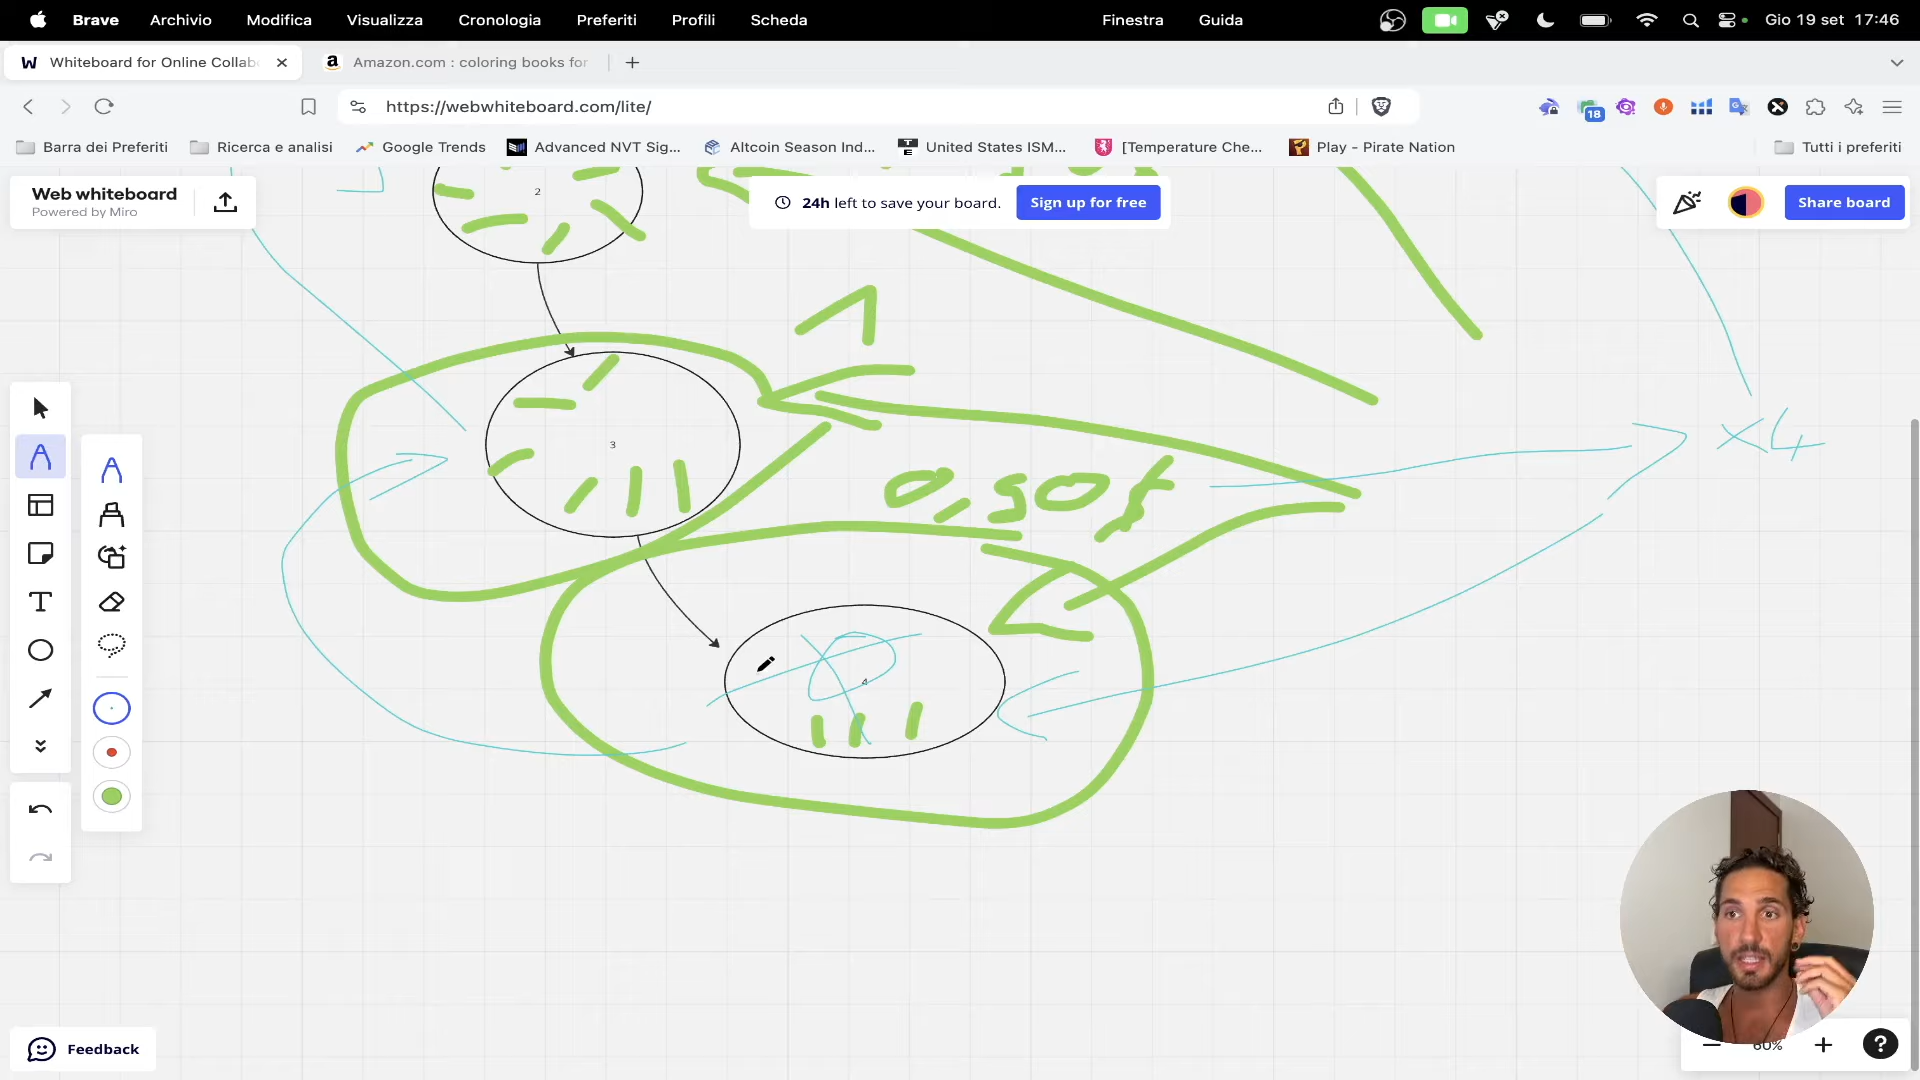 Brave Archivio Modifica Visualizza Cronologia Preferiti Profili Scheda Finestra Guida Gio 19 set 17:46
Whiteboard for Online Collab
Amazon.com : coloring books for
https://webwhiteboard.com/lite/
18
Barra dei Preferiti Ricerca e analisi Google Trends Advanced NVT Sig... Altcoin Season Ind... United States ISM... [Temperature Che... Play - Pirate Nation Tutti i preferiti
Web whiteboard
Powered by Miro
24h left to save your board.
Sign up for free
Share board
2
1
3
x4
4
Feedback
60%